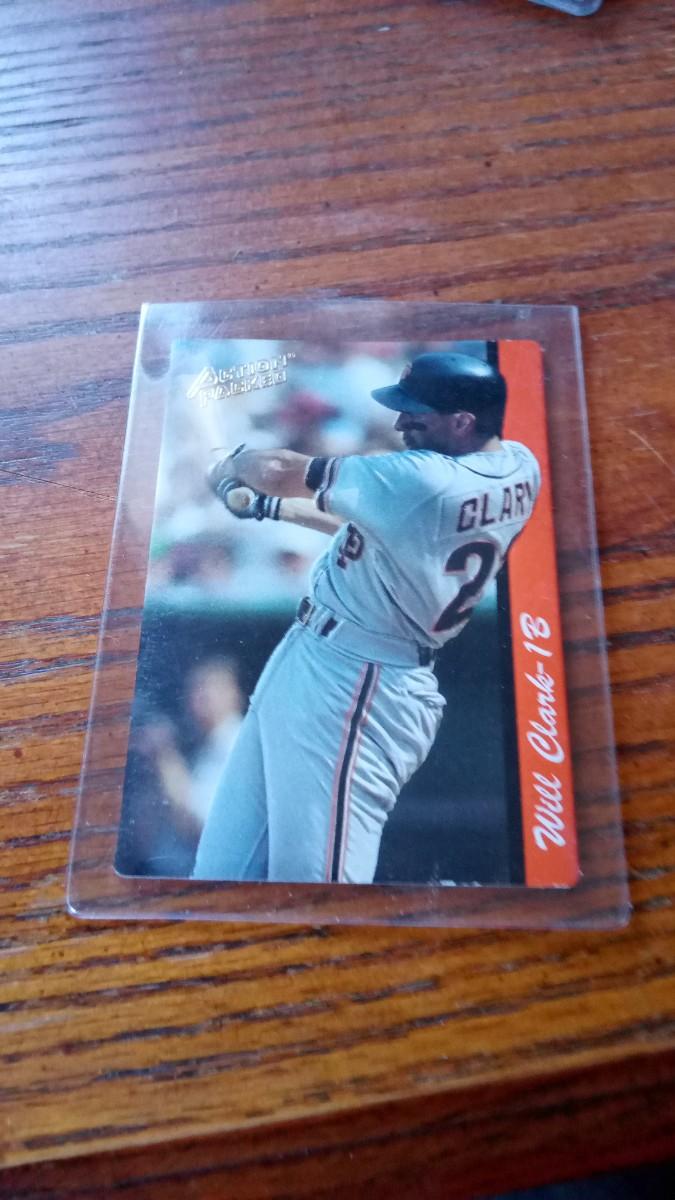 ACTION
PACKED
CLARK
2
Will Clark-1B